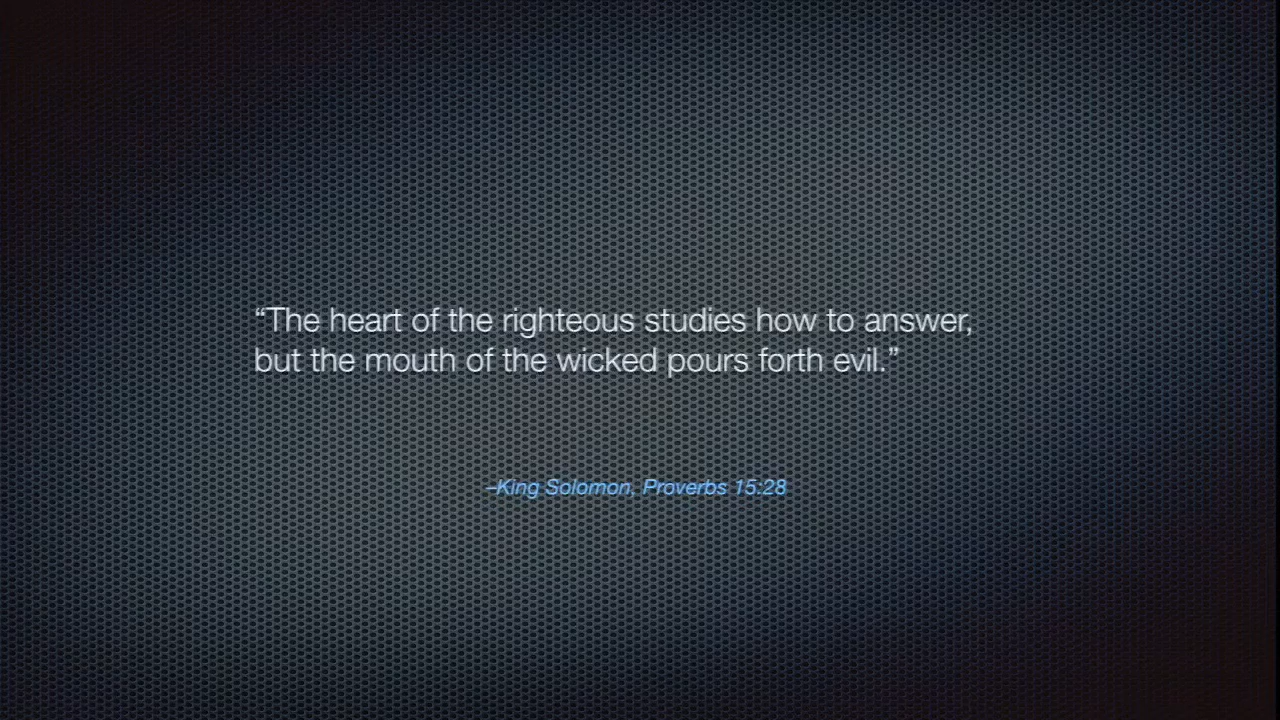 “The heart of the righteous studies how to answer,
but the mouth of the wicked pours forth evil.”
–King Solomon, Proverbs 15:28